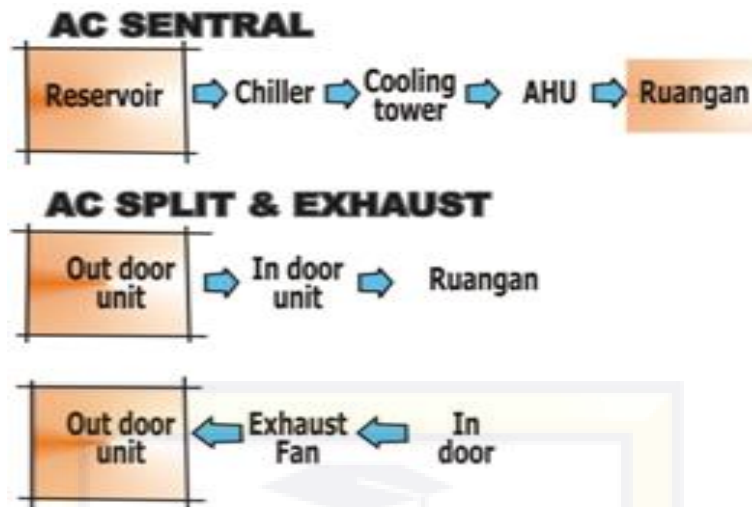 AC SENTRAL
Reservoir
Chiller
Cooling
tower
AHU
Ruangan
AC SPLIT & EXHAUST
Out door
unit
In door
unit
Ruangan
Out door
unit
Exhaust
Fan
In
door